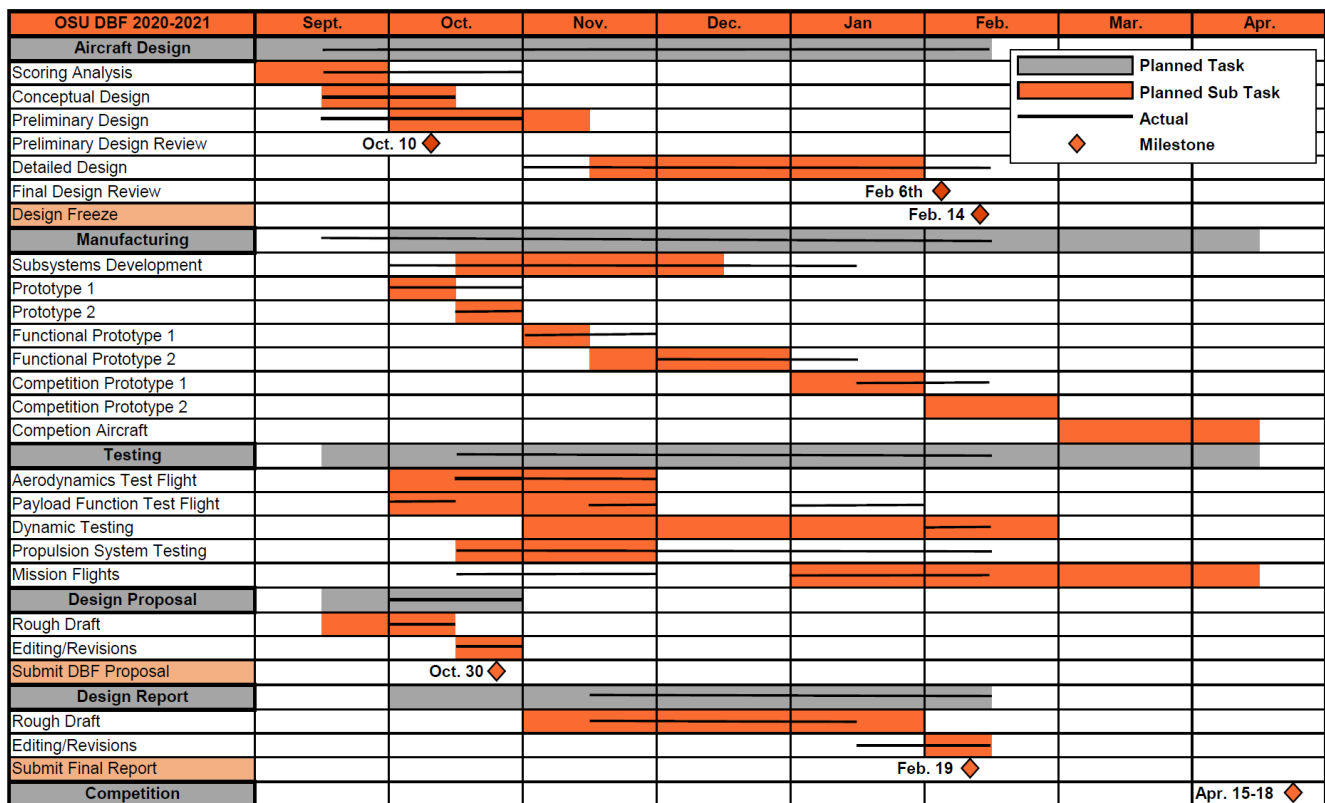 OSU DBF 2020-2021 Sept. Oct. Nov. Dec. Jan Feb. Mar. Apr.
Aircraft Design
Planned Task
Scoring Analysis
Planned Sub Task
Conceptual Design
Actual
Preliminary Design
Milestone
Preliminary Design Review Oct. 10
Detailed Design
Final Design Review Feb 6th
Design Freeze Feb. 14
Manufacturing
Subsystems Development
Prototype 1
Prototype 2
Functional Prototype 1
Functional Prototype 2
Competition Prototype 1
Competition Prototype 2
Competion Aircraft
Testing
Aerodynamics Test Flight
Payload Function Test Flight
Dynamic Testing
Propulsion System Testing
Mission Flights
Design Proposal
Rough Draft
Editing/Revisions
Submit DBF Proposal Oct. 30
Design Report
Rough Draft
Editing/Revisions
Submit Final Report Feb. 19
Competition Apr. 15-18